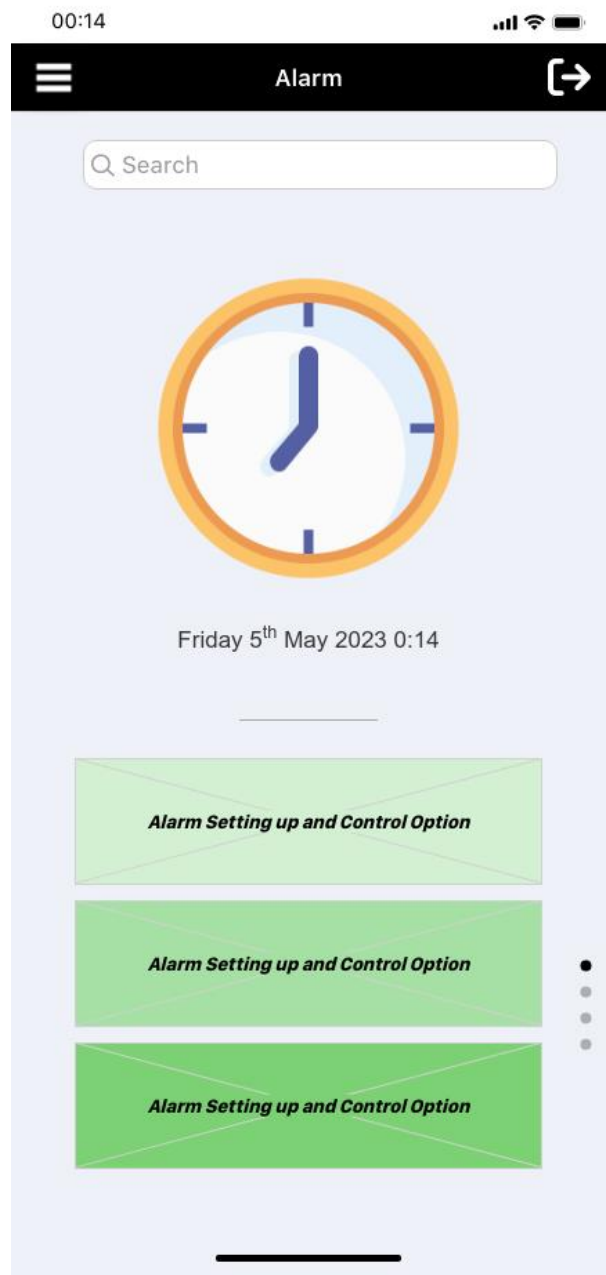 00:14
Alarm
Search
Friday 5th May 2023 0:14
Alarm Setting up and Control Option
Alarm Setting up and Control Option
Alarm Setting up and Control Option